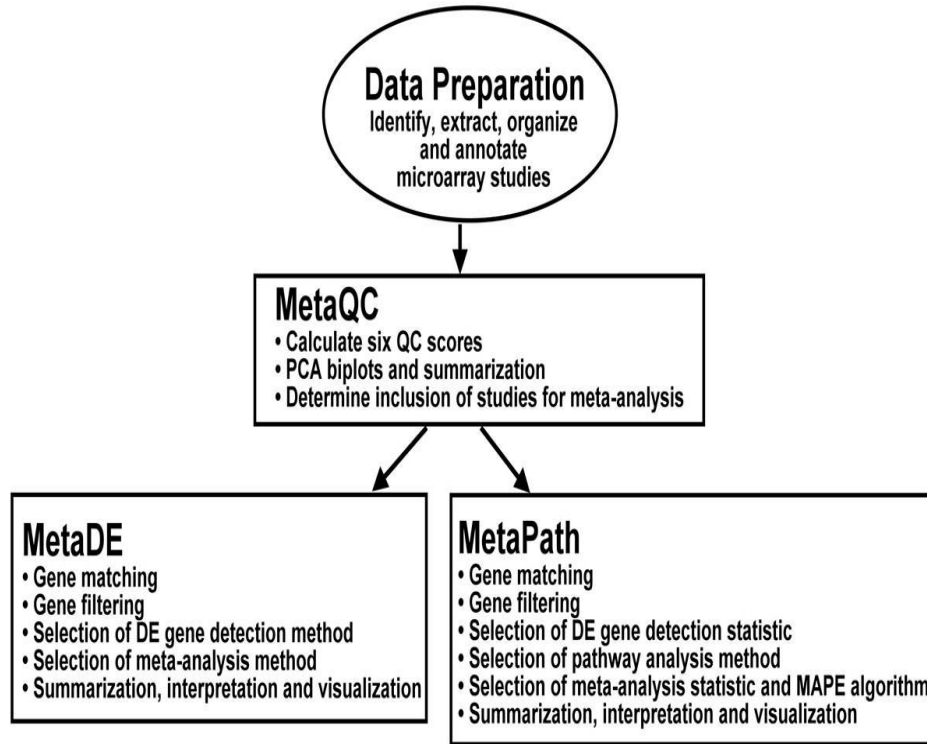 Data Preparation
Identify, extract, organize
and annotate
microarray studies
MetaQC
• Calculate six QC scores
• PCA biplots and summarization
• Determine inclusion of studies for meta-analysis
MetaDE
• Gene matching
• Gene filtering
• Selection of DE gene detection method
• Selection of meta-analysis method
• Summarization, interpretation and visualization
MetaPath
• Gene matching
• Gene filtering
• Selection of DE gene detection statistic
• Selection of pathway analysis method
• Selection of meta-analysis statistic and MAPE algorithm
• Summarization, interpretation and visualization